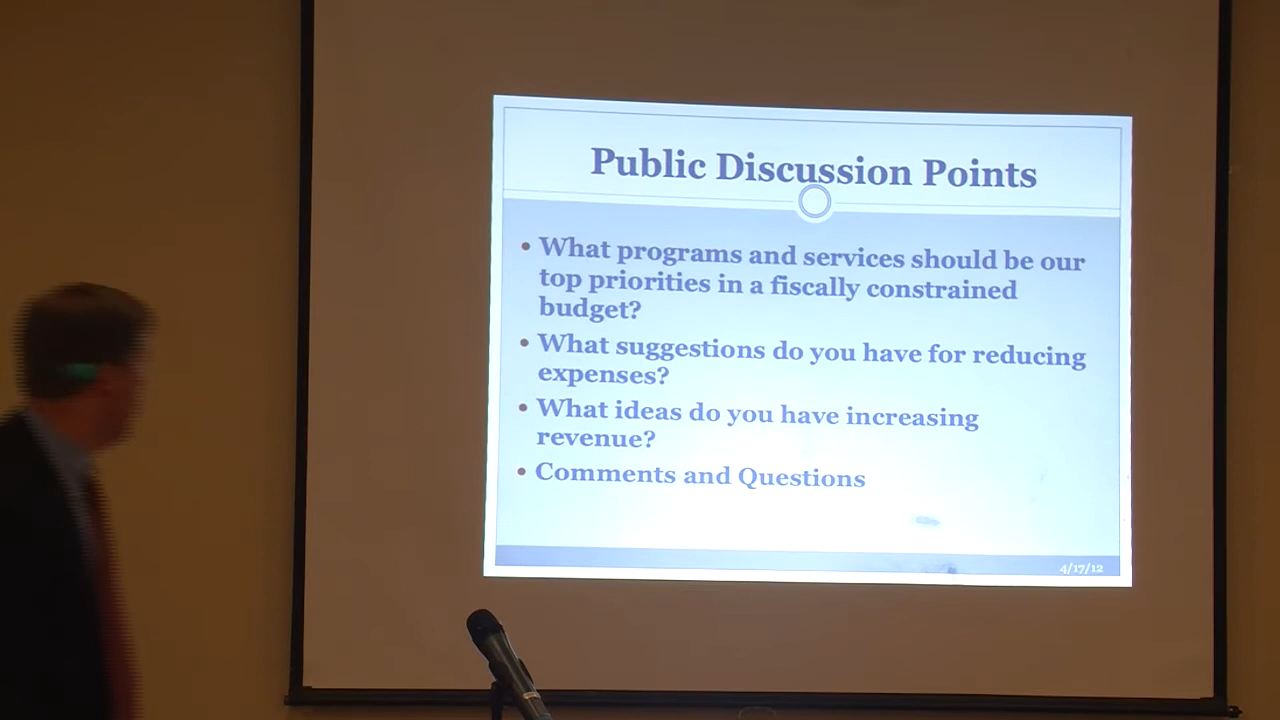 Public Discussion Points
• What programs and services should be our
top priorities in a fiscally constrained
budget?
• What suggestions do you have for reducing
expenses?
• What ideas do you have increasing
revenue?
• Comments and Questions
4/17/12